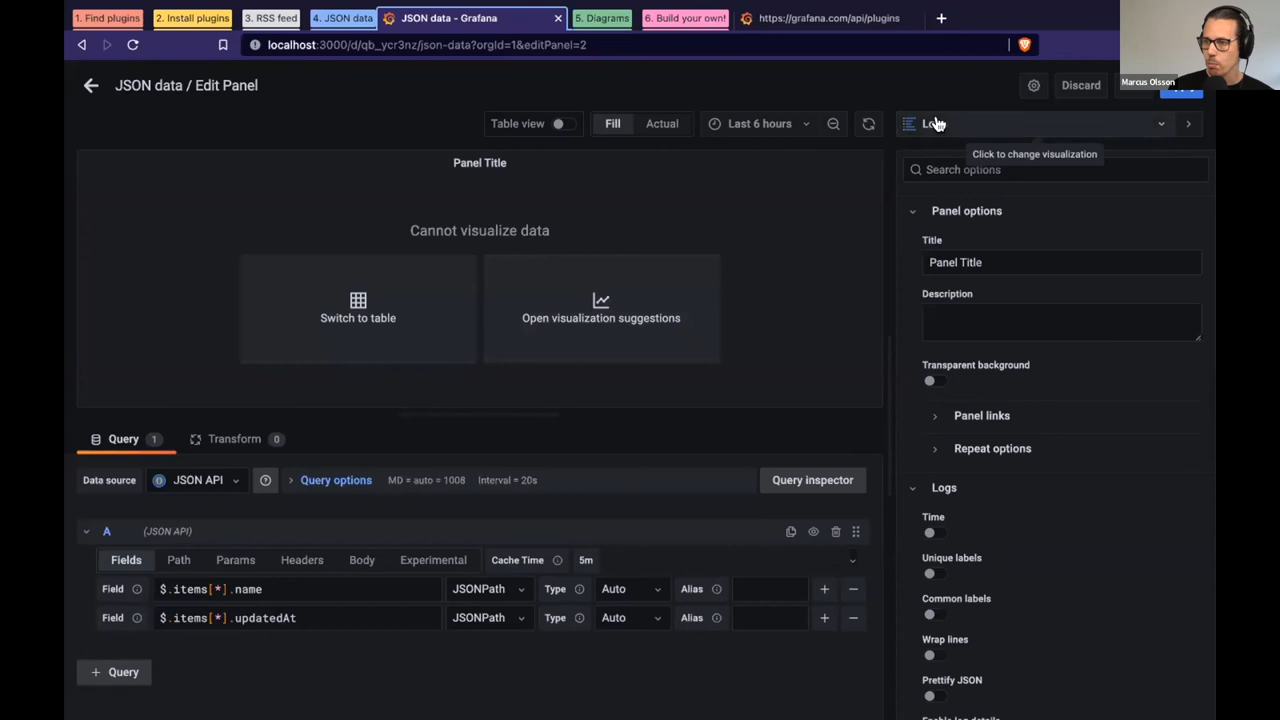 1. Find plugins
2. Install plugins
3. RSS feed
4. JSON data
JSON data - Grafana
5. Diagrams
6. Build your own!
https://grafana.com/api/plugins
localhost:3000/d/qb_ycr3nz/json-data?orgId=1&editPanel=2
Marcus Olsson
JSON data / Edit Panel
Discard
Table view
Fill
Actual
Last 6 hours
Click to change visualization
Panel Title
Search options
Cannot visualize data
Switch to table
Open visualization suggestions
Panel options
Title
Panel Title
Description
Transparent background
Panel links
Repeat options
Query 1
Transform 0
Data source
JSON API
Query options
MD = auto = 1008
Interval = 20s
Query inspector
A
(JSON API)
Fields
Path
Params
Headers
Body
Experimental
Cache Time
5m
Field
$.items[*].name
JSONPath
Type
Auto
Alias
Field
$.items[*].updatedAt
JSONPath
Type
Auto
Alias
+ Query
Logs
Time
Unique labels
Common labels
Wrap lines
Prettify JSON
Enable log details